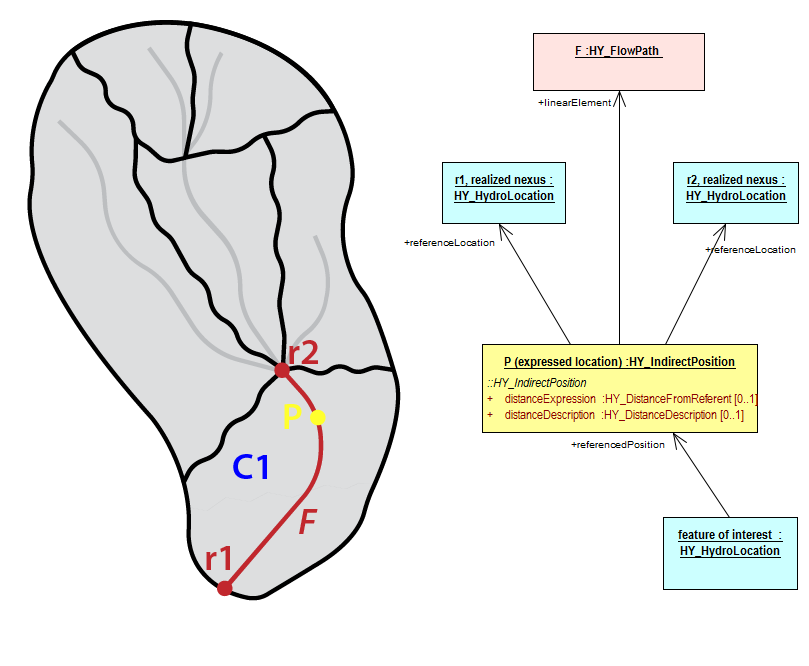 F :HY_FlowPath
+linearElement
r1, realized nexus :
HY_HydroLocation
r2, realized nexus :
HY_HydroLocation
+referenceLocation
+referenceLocation
P (expressed location) :HY_IndirectPosition
::HY_IndirectPosition
+ distanceExpression :HY_DistanceFromReferent [0..1]
+ distanceDescription :HY_DistanceDescription [0..1]
+referencedPosition
feature of interest :
HY_HydroLocation
r2
P
C1
F
r1